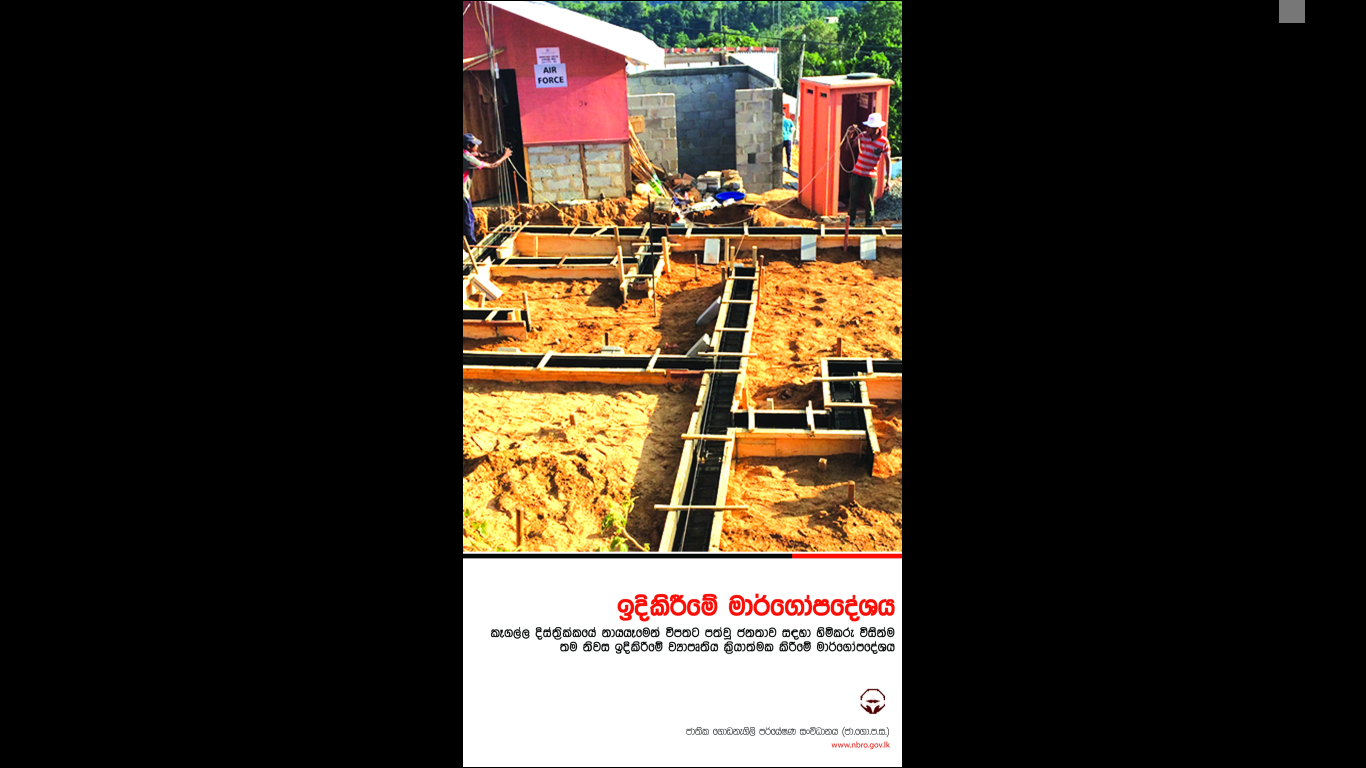 AIR
FORCE
ඉදිකිරීමේ මාර්ගෝපදේශය
කෑගල්ල දිස්ත්‍රික්කයේ නායයෑමෙන් විපතට පත්වූ ජනතාව සඳහා හිමිකරු විසින්ම
තම නිවස ඉදිකිරීමේ ව්‍යාපෘතිය ක්‍රියාත්මක කිරීමේ මාර්ගෝපදේශය
ජාතික ගොඩනැගිලි පර්යේෂණ සංවිධානය (ජා.ගො.ප.ස.)
www.nbro.gov.lk